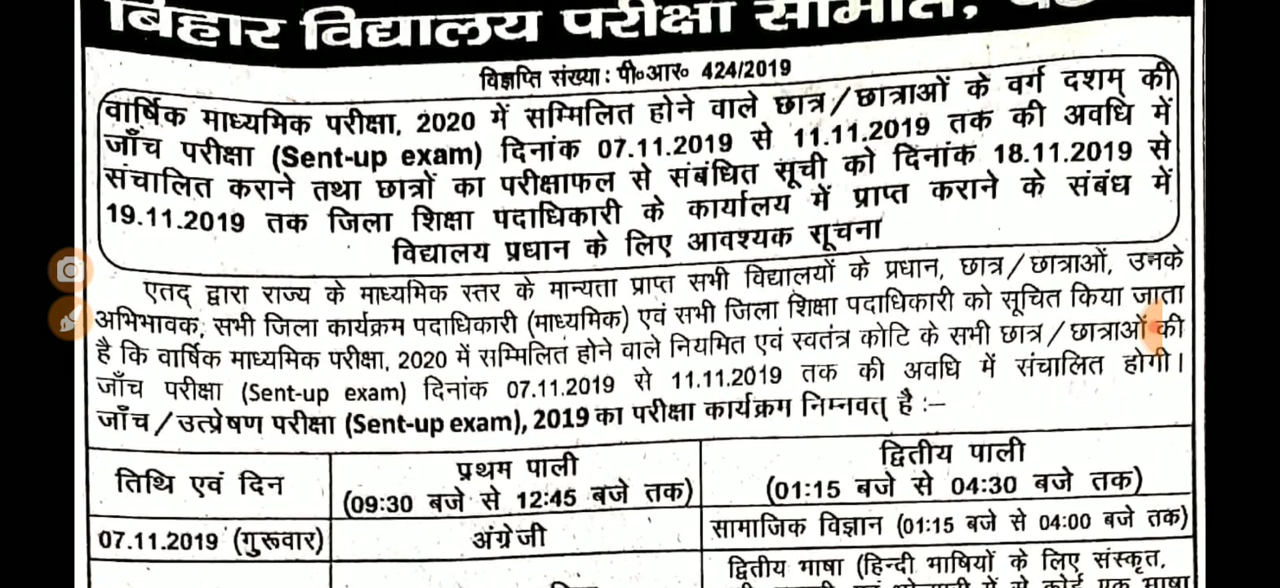 बिहार विद्यालय परीक्षा समिति,
विज्ञप्ति संख्या : पी०आर० 424/2019
वार्षिक माध्यमिक परीक्षा, 2020 में सम्मिलित होने वाले छात्र/छात्राओं के वर्ग दशम् की
जाँच परीक्षा (Sent-up exam) दिनांक 07.11.2019 से 11.11.2019 तक की अवधि में
संचालित कराने तथा छात्रों का परीक्षाफल से संबंधित सूची को दिनांक 18.11.2019 से
19.11.2019 तक जिला शिक्षा पदाधिकारी के कार्यालय में प्राप्त कराने के संबंध में
विद्यालय प्रधान के लिए आवश्यक सूचना
एतद् द्वारा राज्य के माध्यमिक स्तर के मान्यता प्राप्त सभी विद्यालयों के प्रधान, छात्र/छात्राओं, उनके
अभिभावक, सभी जिला कार्यक्रम पदाधिकारी (माध्यमिक) एवं सभी जिला शिक्षा पदाधिकारी को सूचित किया जाता
है कि वार्षिक माध्यमिक परीक्षा, 2020 में सम्मिलित होने वाले नियमित एवं स्वतंत्र कोटि के सभी छात्र/छात्राओं की
जाँच परीक्षा (Sent-up exam) दिनांक 07.11.2019 से 11.11.2019 तक की अवधि में संचालित होगी।
जाँच/उत्प्रेषण परीक्षा (Sent-up exam), 2019 का परीक्षा कार्यक्रम निम्नवत् है :–
तिथि एवं दिन
प्रथम पाली
(09:30 बजे से 12:45 बजे तक)
द्वितीय पाली
(01:15 बजे से 04:30 बजे तक)
07.11.2019 (गुरूवार)
अंग्रेजी
सामाजिक विज्ञान (01:15 बजे से 04:00 बजे तक)
द्वितीय भाषा (हिन्दी भाषियों के लिए संस्कृत,
में से कोई एक भाषा